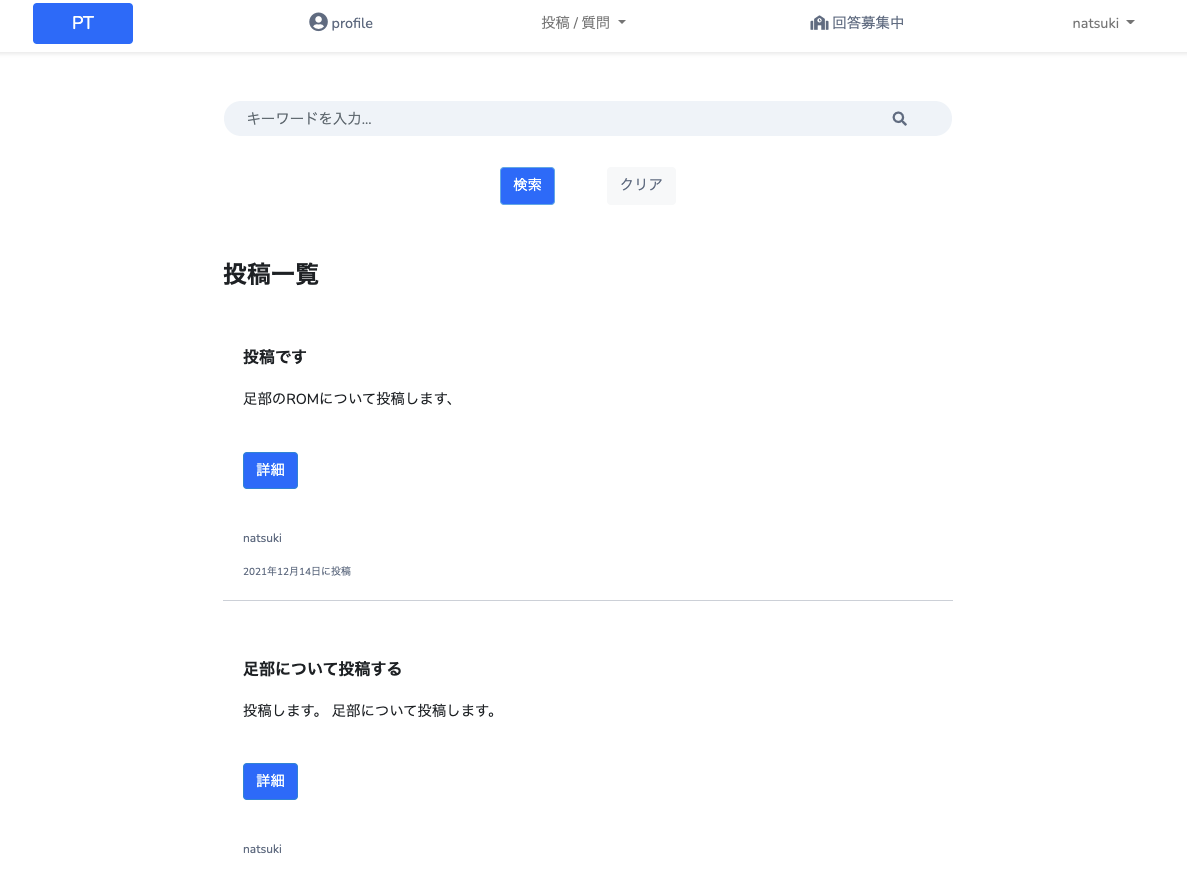 PT
profile
投稿 / 質問
回答募集中
natsuki
キーワードを入力...
検索
クリア
投稿一覧
投稿です
足部のROMについて投稿します、
詳細
natsuki
2021年12月14日に投稿
足部について投稿する
投稿します。 足部について投稿します。
詳細
natsuki